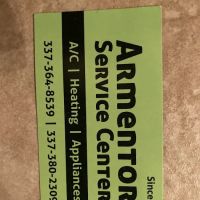 Since
Armentor
Service Center
A/C | Heating | Appliances
337-364-8539 | 337-380-2309